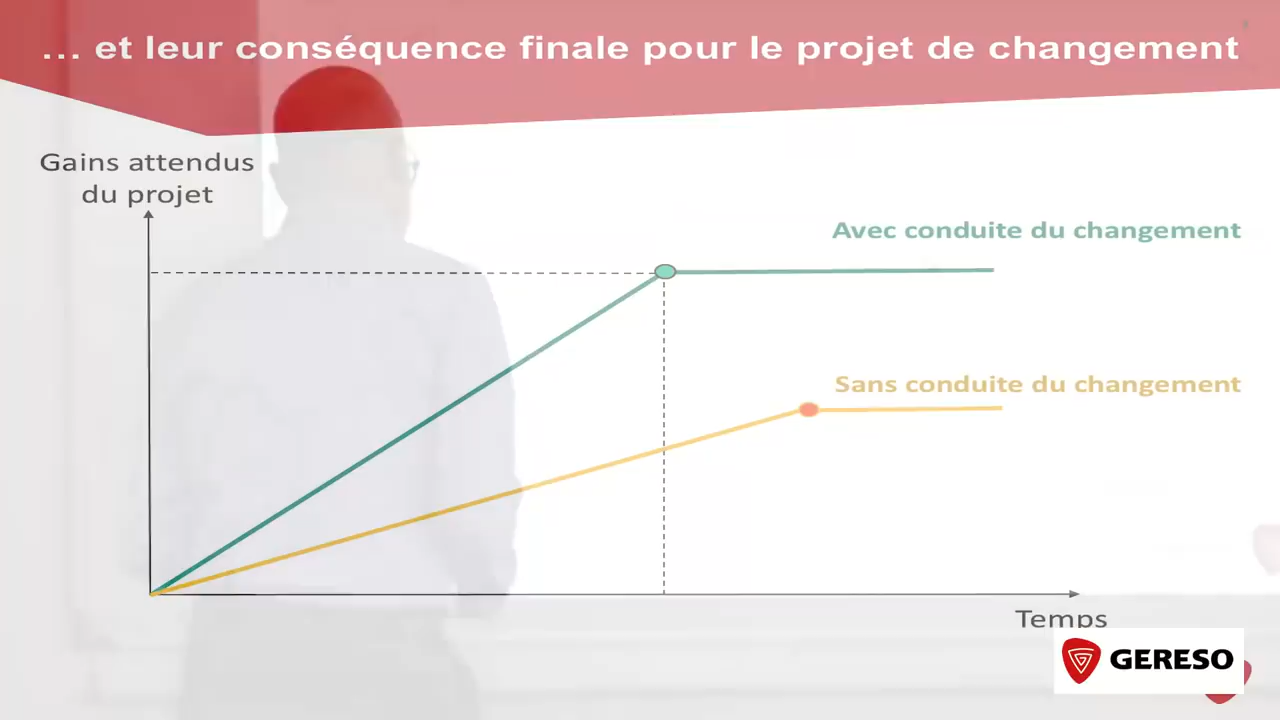 ... et leur conséquence finale pour le projet de changement
Gains attendus
du projet
Avec conduite du changement
Sans conduite du changement
Temps
GERESO